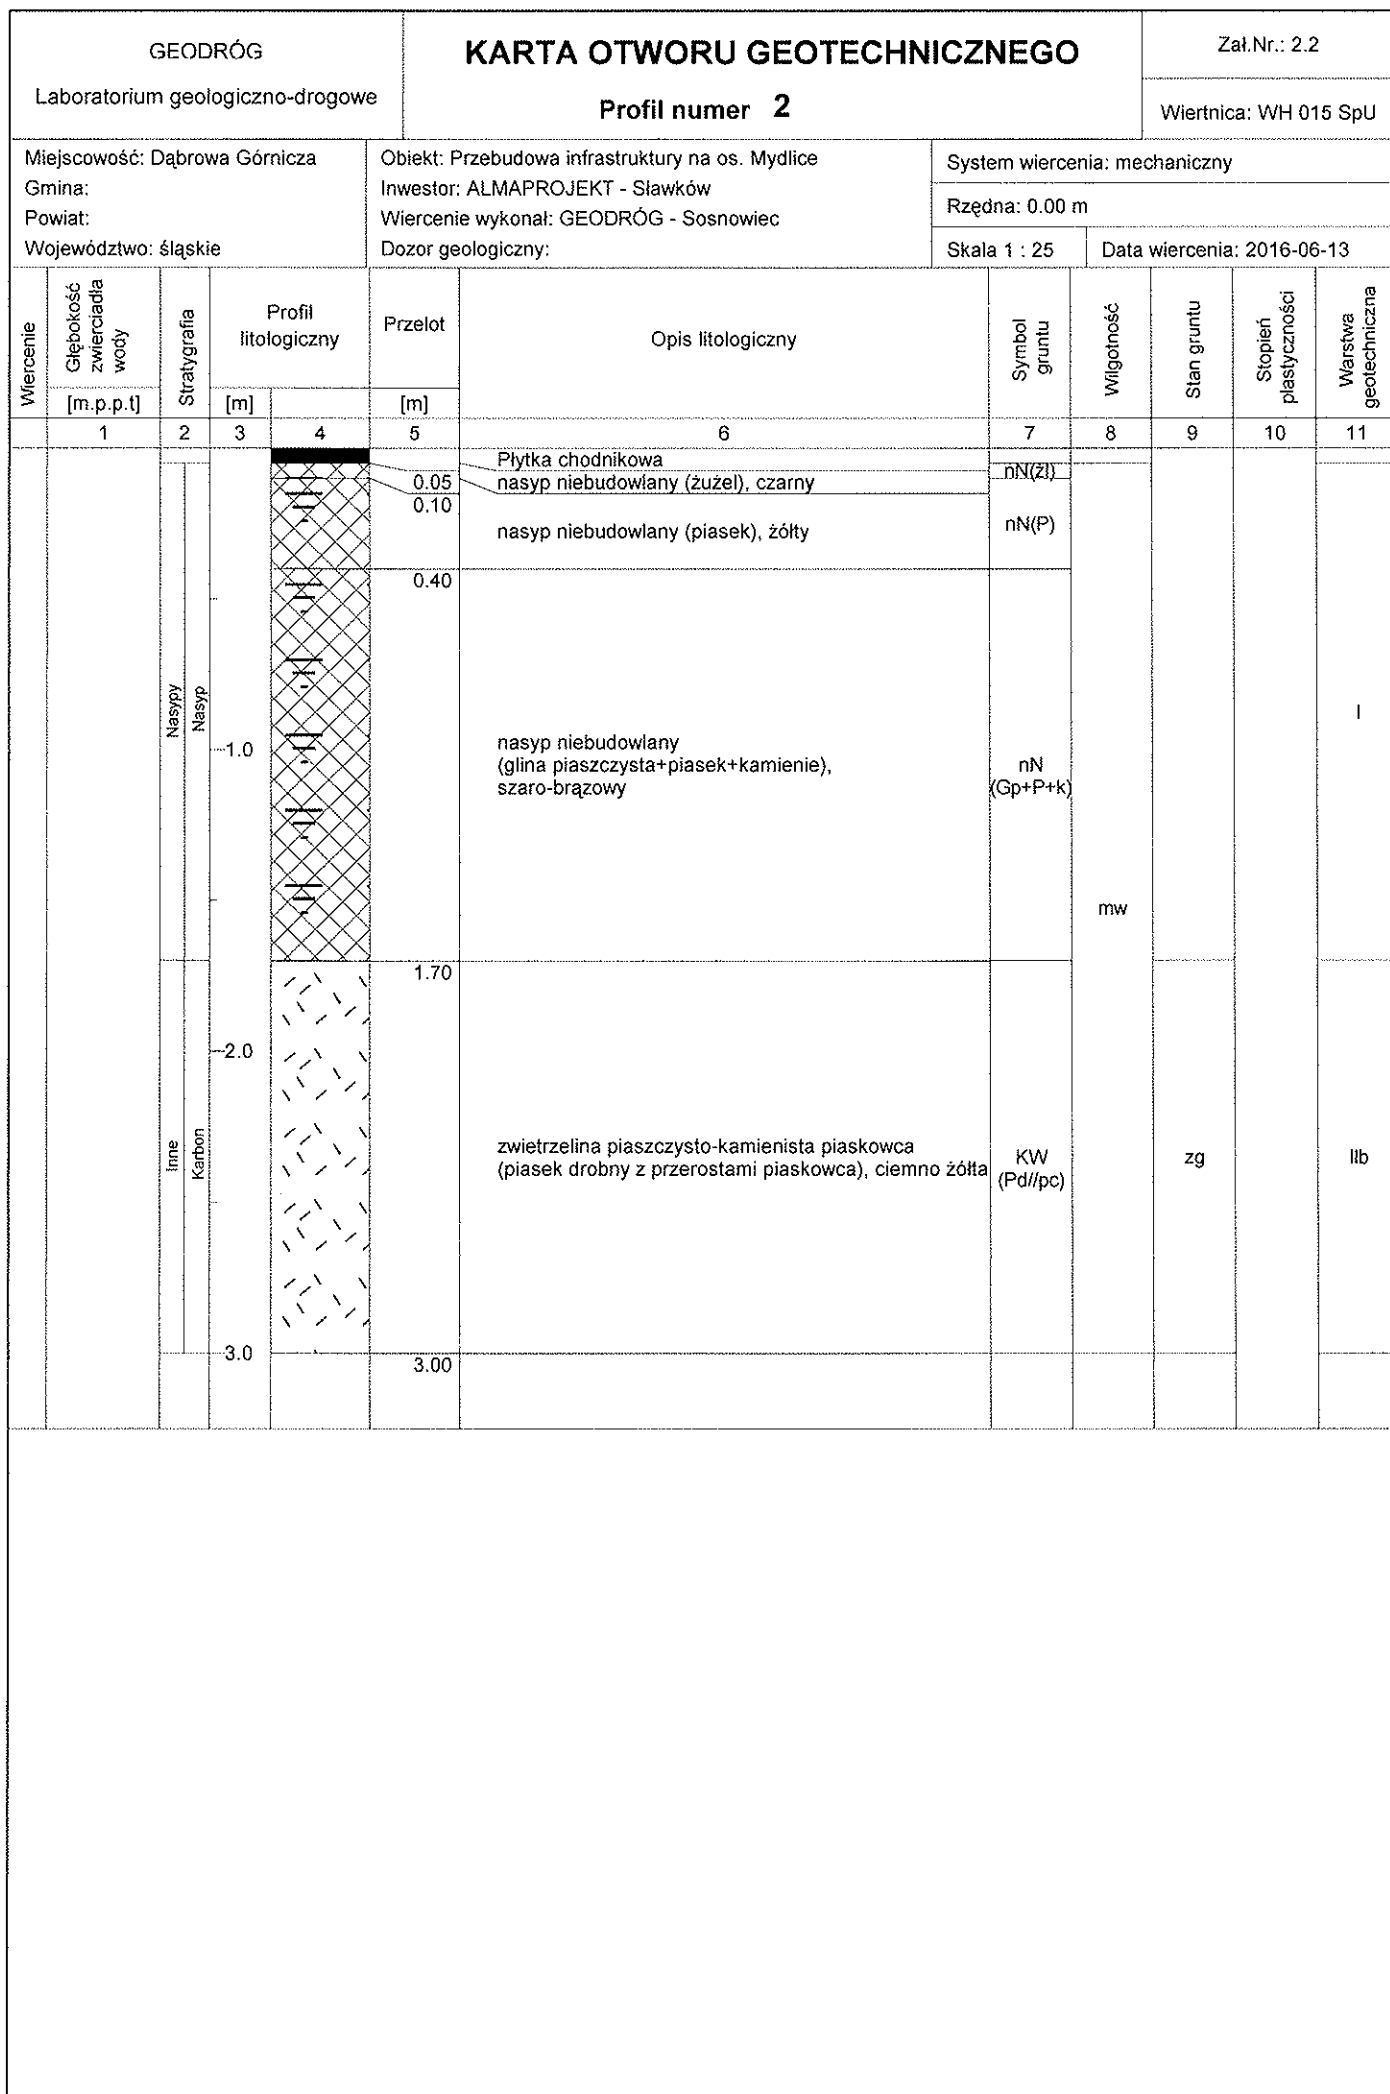 GEODRÓG
Laboratorium geologiczno-drogowe
KARTA OTWORU GEOTECHNICZNEGO
Profil numer 2
Zał.Nr.: 2.2
Wiertnica: WH 015 SpU
Miejscowość: Dąbrowa Górnicza
Gmina:
Powiat:
Województwo: śląskie
Obiekt: Przebudowa infrastruktury na os. Mydlice
Inwestor: ALMAPROJEKT - Sławków
Wiercenie wykonał: GEODRÓG - Sosnowiec
Dozor geologiczny:
System wiercenia: mechaniczny
Rzędna: 0.00 m
Skala 1 : 25
Data wiercenia: 2016-06-13
Wiercenie
Głębokość
zwierciadła
wody
[m.p.p.t]
Stratygrafia
Profil
litologiczny
[m]
Przelot
[m]
Opis litologiczny
Symbol
gruntu
Wilgotność
Stan gruntu
Stopień
plastyczności
Warstwa
geotechniczna
1 2 3 4 5 6 7 8 9 10 11
Płytka chodnikowa
0.05 nasyp niebudowlany (żużel), czarny nN(żl)
0.10
nasyp niebudowlany (piasek), żółty nN(P)
0.40
Nasypy
Nasyp
1.0
nasyp niebudowlany
(glina piaszczysta+piasek+kamienie),
szaro-brązowy
nN
(Gp+P+k)
I
mw
1.70
2.0
Inne
Karbon
zwietrzelina piaszczysto-kamienista piaskowca
(piasek drobny z przerostami piaskowca), ciemno żółta
KW
(Pd//pc)
zg
IIb
3.0
3.00